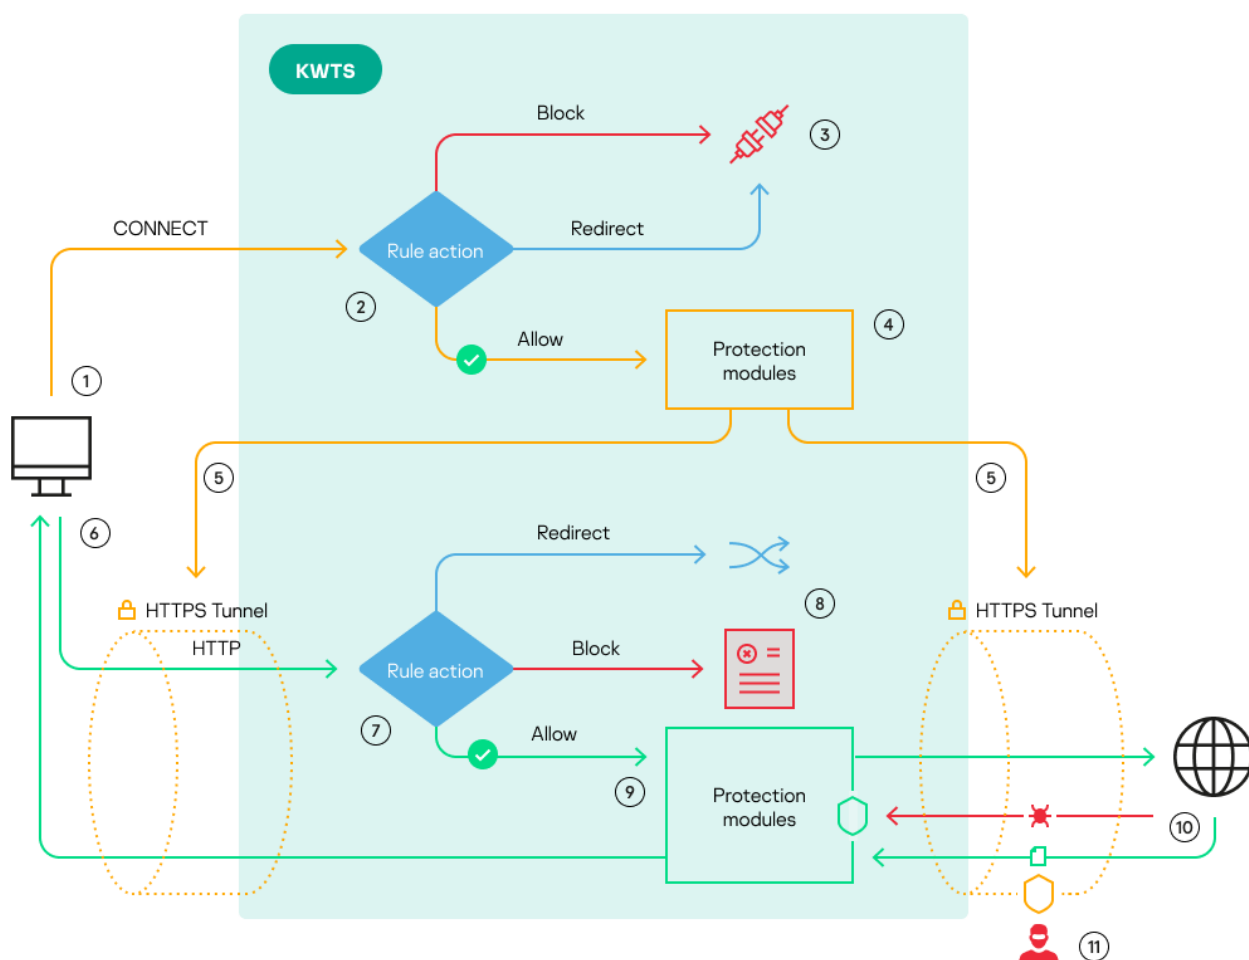 KWTS
Block
3
CONNECT
Redirect
Rule action
2
4
Allow
Protection
modules
1
5
5
6
Redirect
8
HTTPS Tunnel
HTTPS Tunnel
HTTP
Block
Rule action
7
Allow
9
Protection
modules
10
11